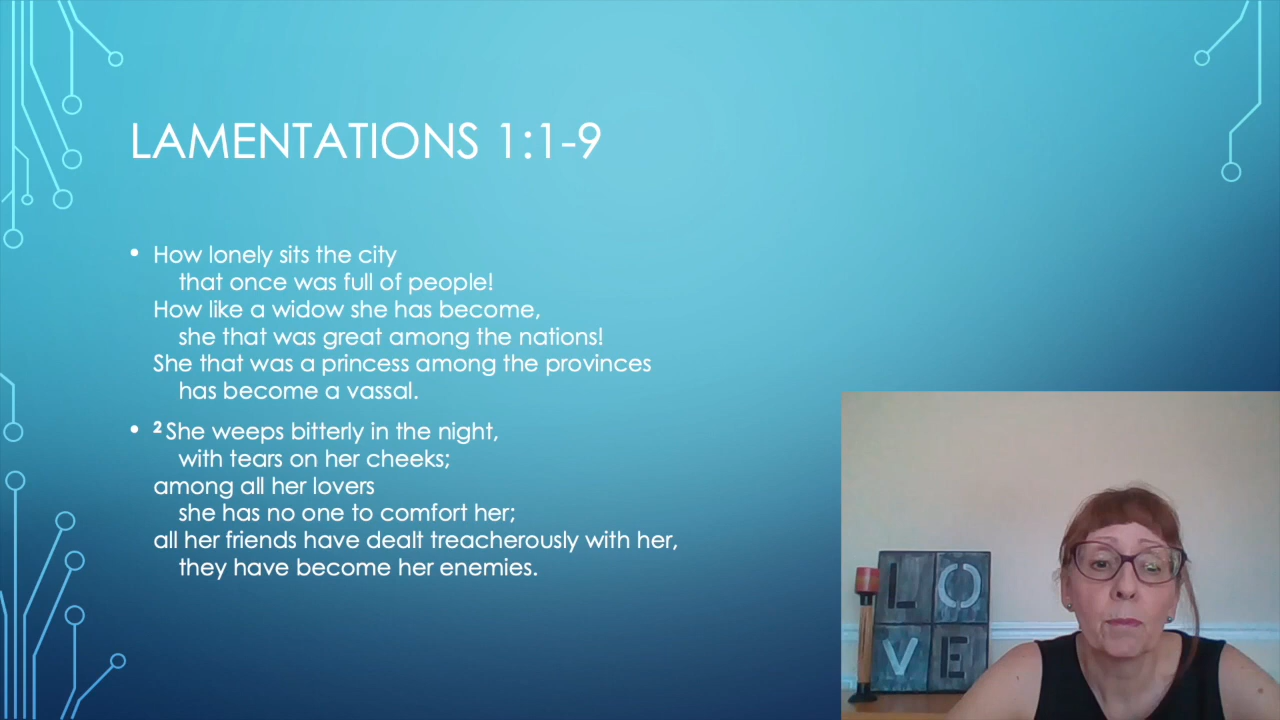 LAMENTATIONS 1:1-9
• How lonely sits the city
that once was full of people!
How like a widow she has become,
she that was great among the nations!
She that was a princess among the provinces
has become a vassal.
• ² She weeps bitterly in the night,
with tears on her cheeks;
among all her lovers
she has no one to comfort her;
all her friends have dealt treacherously with her,
they have become her enemies.
LO
VE